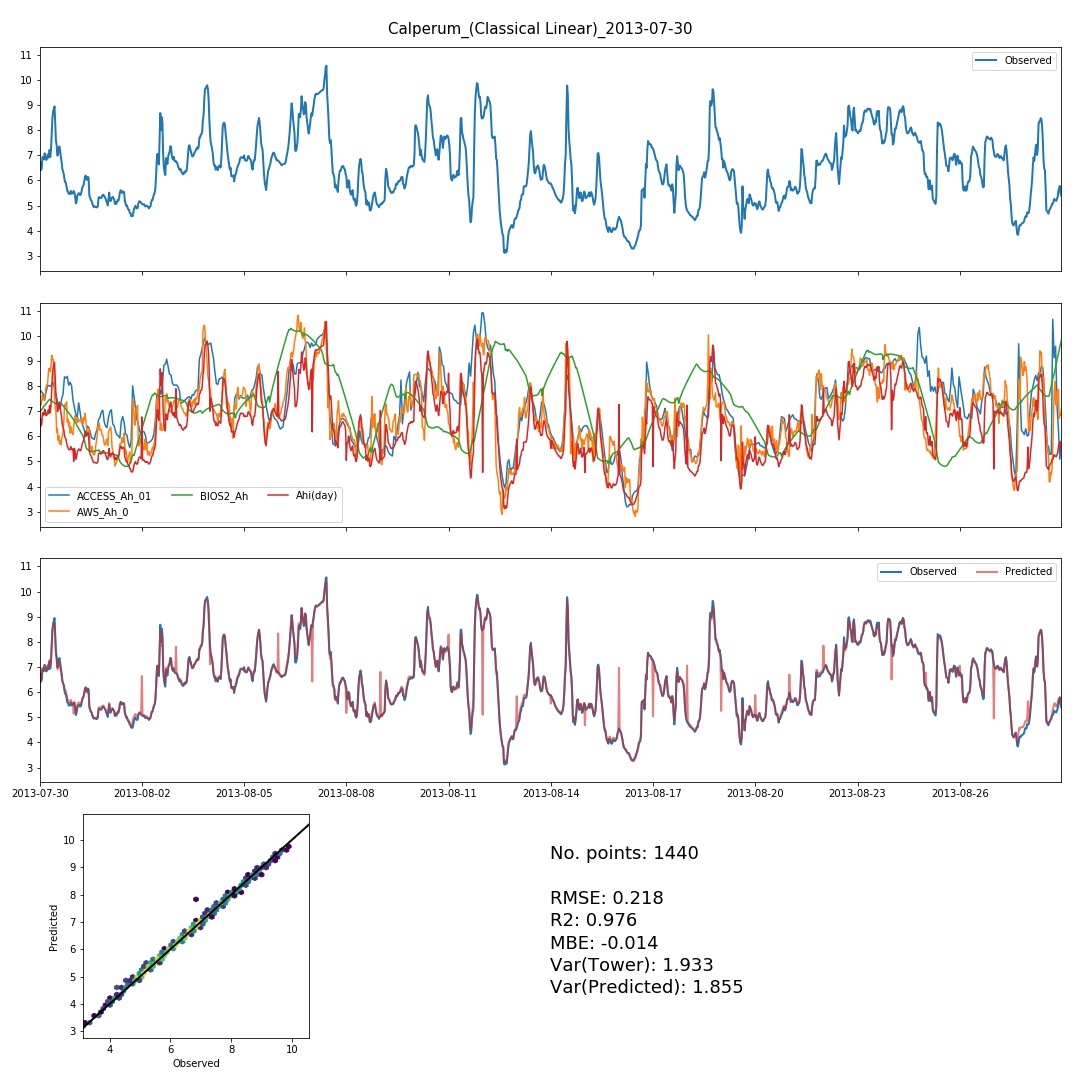 Calperum_(Classical Linear)_2013-07-30
11
10
9
8
7
6
5
4
3
Observed
11
10
9
8
7
6
5
4
3
ACCESS_Ah_01 BIOS2_Ah Ahi(day)
AWS_Ah_0
11
10
9
8
7
6
5
4
3
Observed Predicted
2013-07-30 2013-08-02 2013-08-05 2013-08-08 2013-08-11 2013-08-14 2013-08-17 2013-08-20 2013-08-23 2013-08-26
10
9
8
7
6
5
4
3
Predicted
4 6 8 10
Observed
No. points: 1440
RMSE: 0.218
R2: 0.976
MBE: -0.014
Var(Tower): 1.933
Var(Predicted): 1.855